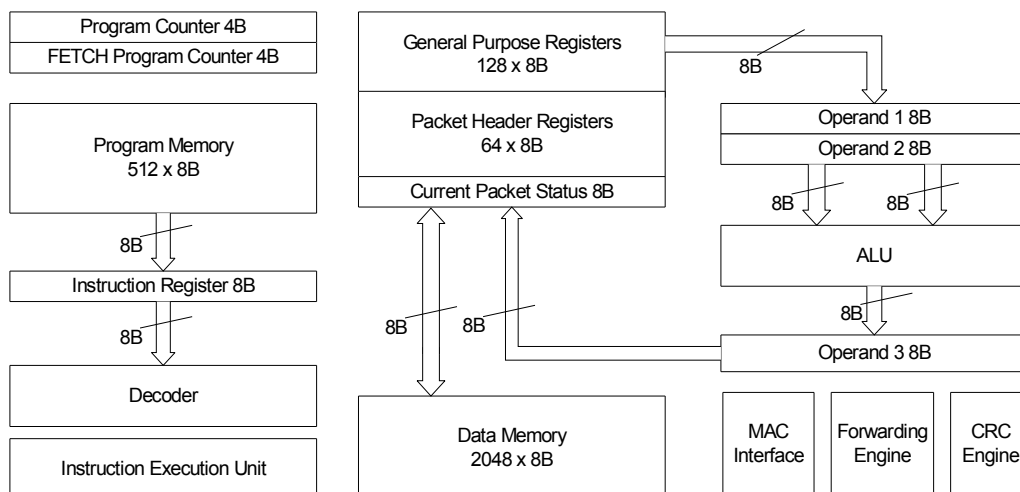 Program Counter 4B
FETCH Program Counter 4B
Program Memory
512 x 8B
8B
Instruction Register 8B
8B
Decoder
Instruction Execution Unit
General Purpose Registers
128 x 8B
Packet Header Registers
64 x 8B
Current Packet Status 8B
8B
8B
Data Memory
2048 x 8B
8B
Operand 1 8B
Operand 2 8B
8B
8B
ALU
8B
Operand 3 8B
MAC
Interface
Forwarding
Engine
CRC
Engine